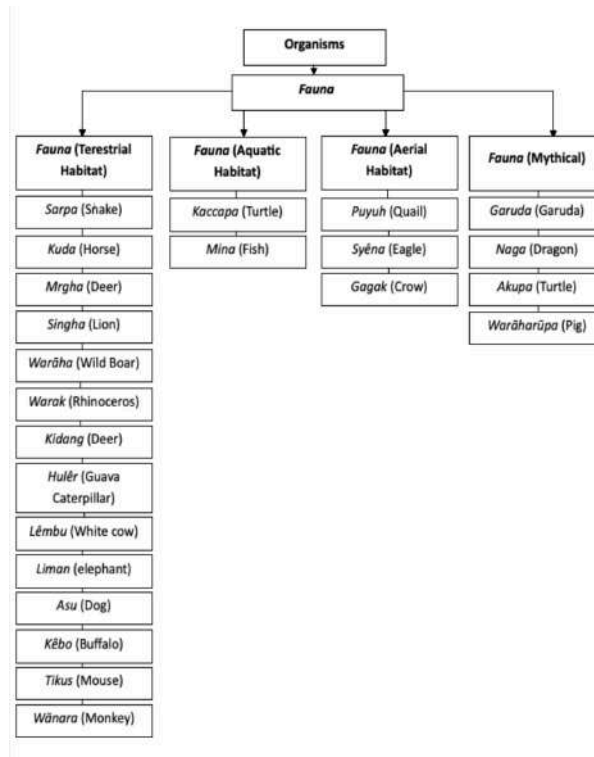 Organisms
Fauna
Fauna (Terestrial
Habitat)
Sarpa (Snake)
Kuda (Horse)
Mrgha (Deer)
Singha (Lion)
Warāha (Wild Boar)
Warak (Rhinoceros)
Kidang (Deer)
Hulêr (Guava
Caterpillar)
Lêmbu (White cow)
Liman (elephant)
Asu (Dog)
Kêbo (Buffalo)
Tikus (Mouse)
Wānara (Monkey)
Fauna (Aquatic
Habitat)
Kaccapa (Turtle)
Mina (Fish)
Fauna (Aerial
Habitat)
Puyuh (Quail)
Syêna (Eagle)
Gagak (Crow)
Fauna (Mythical)
Garuda (Garuda)
Naga (Dragon)
Akupa (Turtle)
Warāharūpa (Pig)